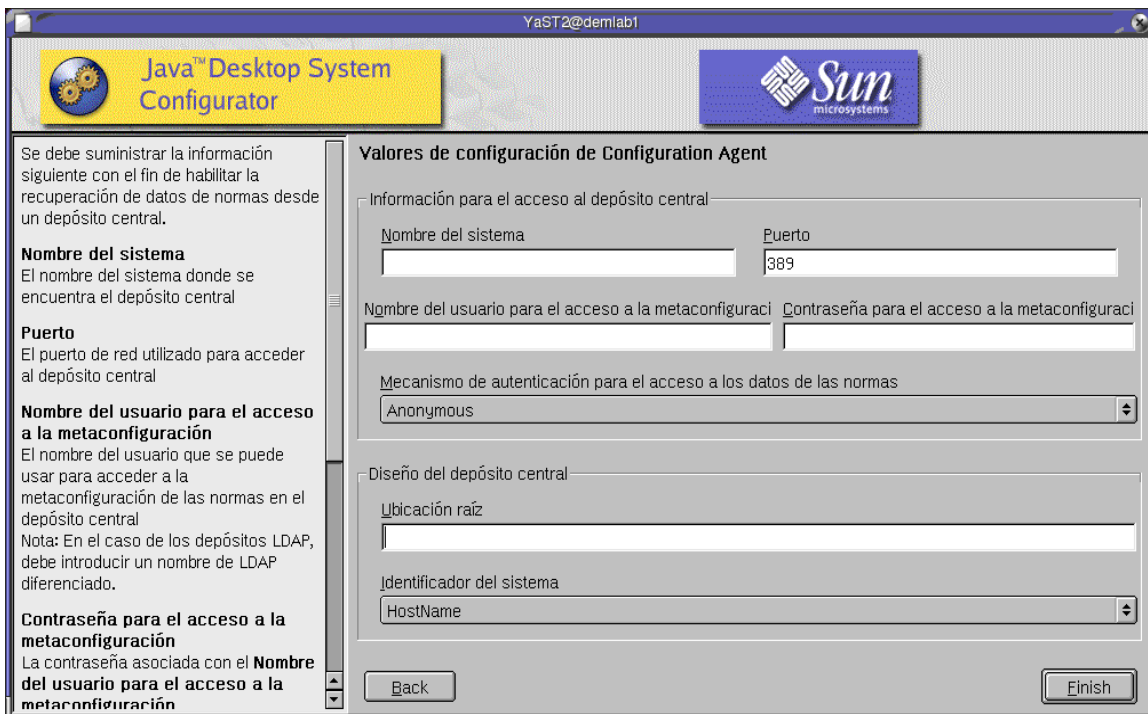 YaST2@demlab1
Java™ Desktop System
Configurator
Sun
microsystems
Se debe suministrar la información
siguiente con el fin de habilitar la
recuperación de datos de normas desde
un depósito central.
Nombre del sistema
El nombre del sistema donde se
encuentra el depósito central
Puerto
El puerto de red utilizado para acceder
al depósito central
Nombre del usuario para el acceso
a la metaconfiguración
El nombre del usuario que se puede
usar para acceder a la
metaconfiguración de las normas en el
depósito central
Nota: En el caso de los depósitos LDAP,
debe introducir un nombre de LDAP
diferenciado.
Contraseña para el acceso a la
metaconfiguración
La contraseña asociada con el Nombre
del usuario para el acceso a la
metaconfiguración
Valores de configuración de Configuration Agent
Información para el acceso al depósito central
Nombre del sistema
Puerto
389
Nombre del usuario para el acceso a la metaconfiguraci
Contraseña para el acceso a la metaconfiguraci
Mecanismo de autenticación para el acceso a los datos de las normas
Anonymous
Diseño del depósito central
Ubicación raíz
Identificador del sistema
HostName
Back
Finish